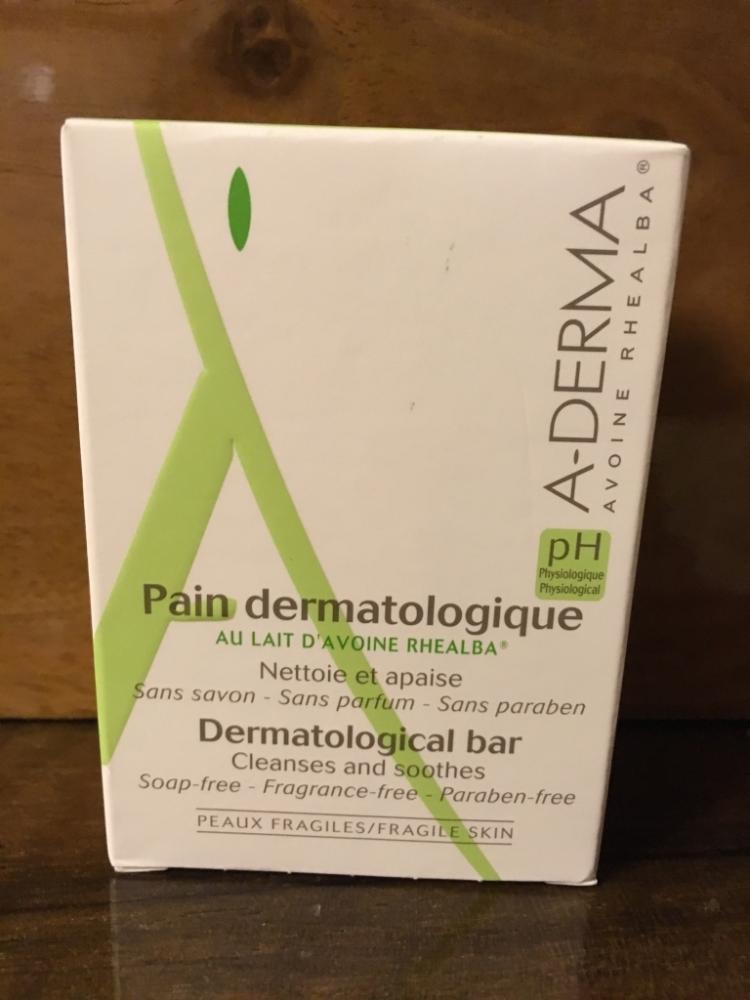 A-DERMA
AVOINE RHEALBA®
pH
Physiologique
Physiological
Pain dermatologique
AU LAIT D'AVOINE RHEALBA®
Nettoie et apaise
Sans savon - Sans parfum - Sans paraben
Dermatological bar
Cleanses and soothes
Soap-free - Fragrance-free - Paraben-free
PEAUX FRAGILES/FRAGILE SKIN